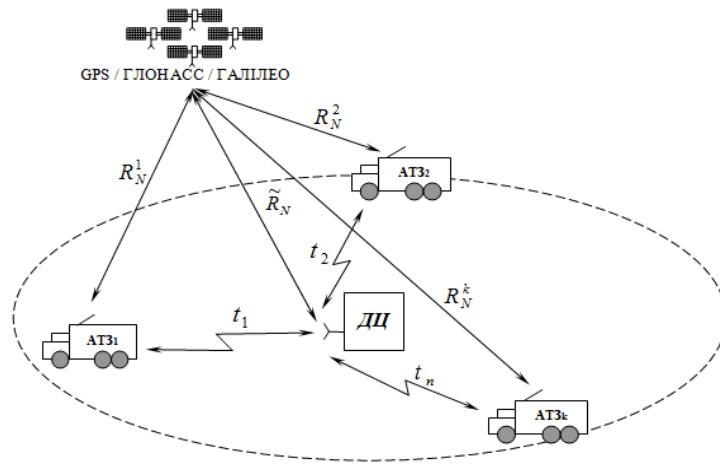 GPS / ГЛОНАСС / ГАЛІЛЕО
R_N^2
R_N^1
АТЗ₂
R̃_N
t_2
R_N^k
t_1
ДЦ
АТЗ₁
t_n
АТЗₖ